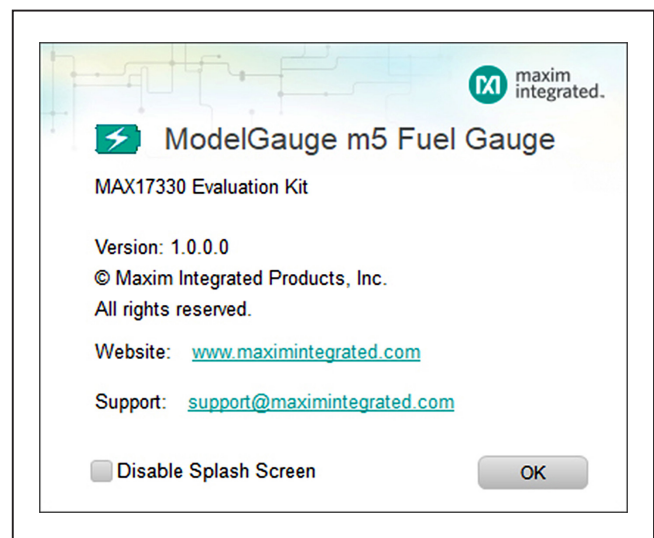 maxim
integrated™
ModelGauge m5 Fuel Gauge
MAX17330 Evaluation Kit
Version: 1.0.0.0
© Maxim Integrated Products, Inc.
All rights reserved.
Website: www.maximintegrated.com
Support: support@maximintegrated.com
Disable Splash Screen
OK